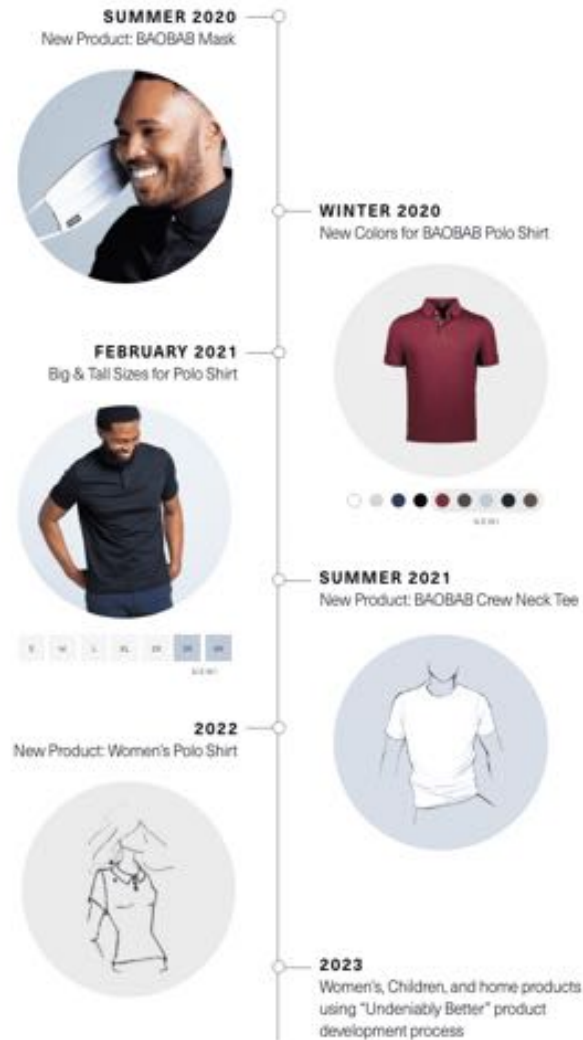 SUMMER 2020
New Product: BAOBAB Mask
WINTER 2020
New Colors for BAOBAB Polo Shirt
FEBRUARY 2021
Big & Tall Sizes for Polo Shirt
NEW!
SUMMER 2021
New Product: BAOBAB Crew Neck Tee
S M L XL 2X 3X 4X
NEW!
2022
New Product: Women's Polo Shirt
2023
Women's, Children, and home products
using “Undeniably Better” product
development process